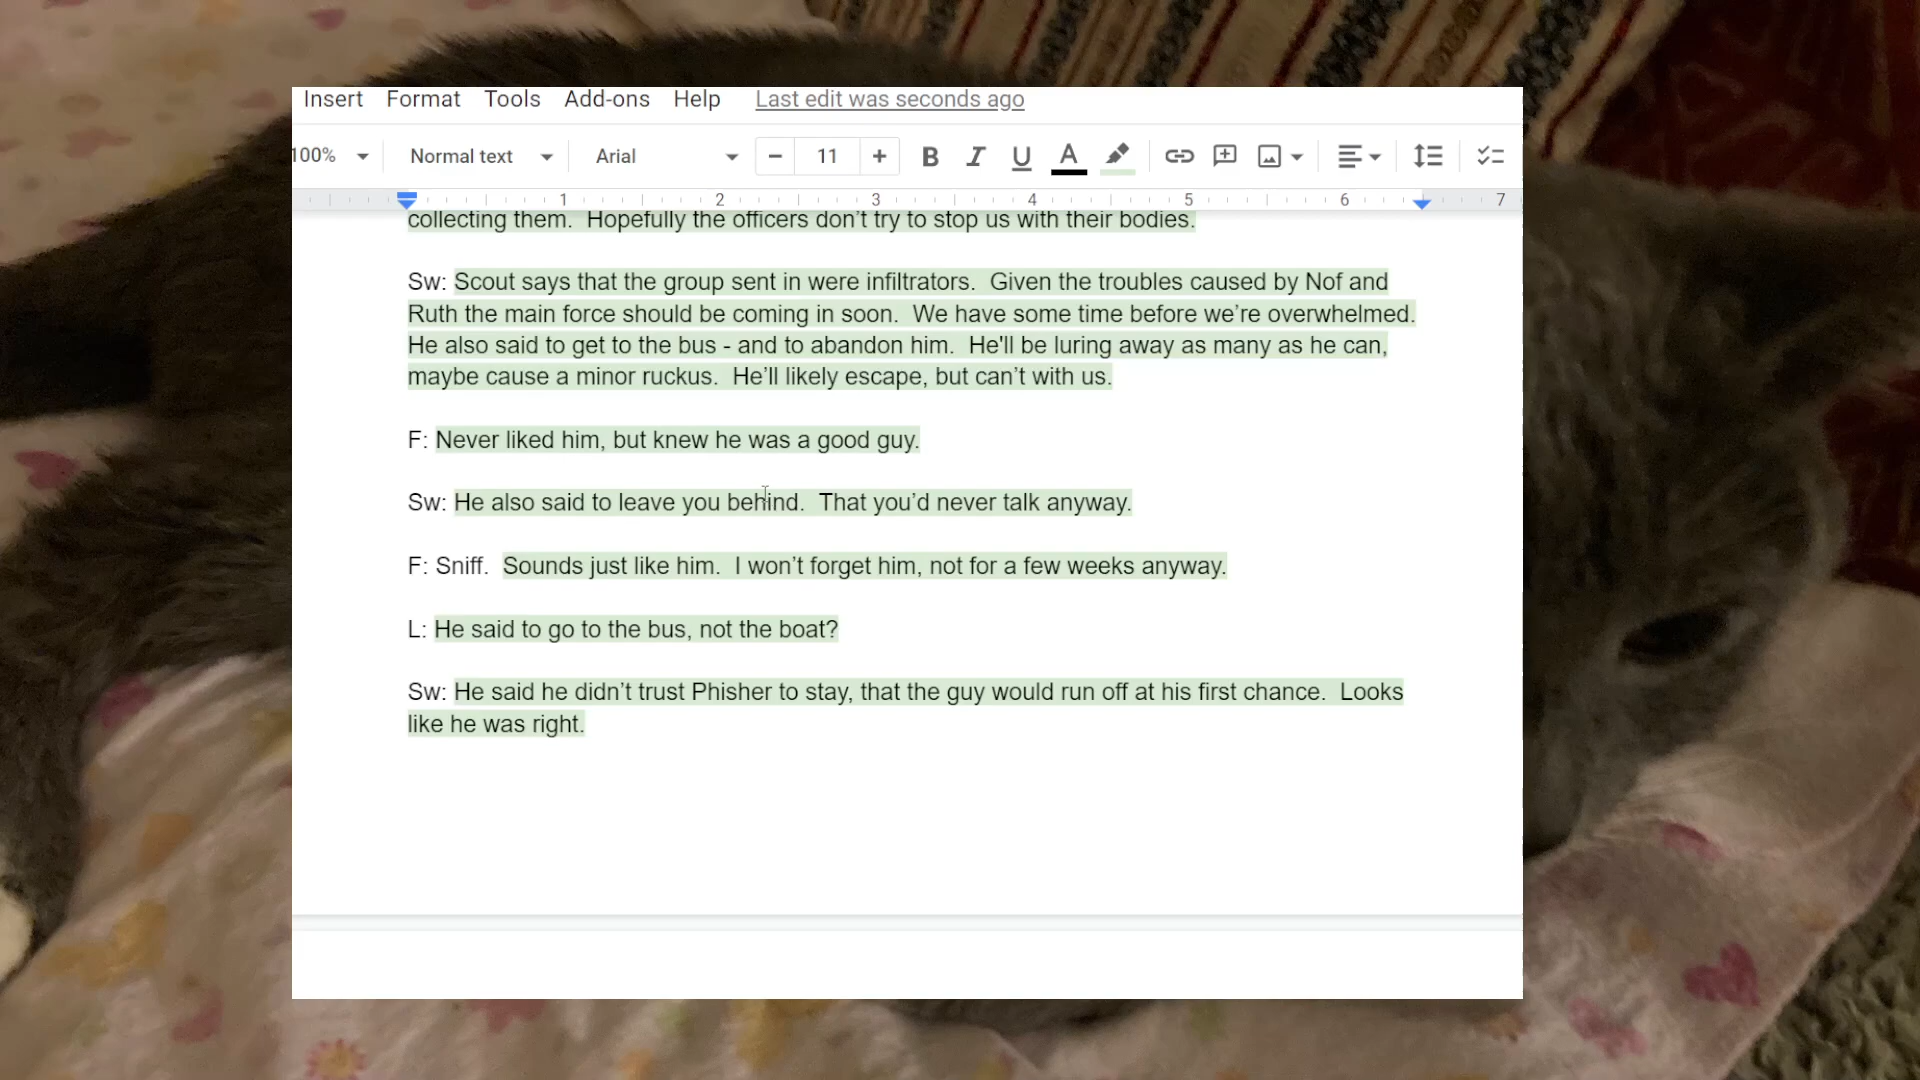 Insert Format Tools Add-ons Help Last edit was seconds ago
100% Normal text Arial 11 B I U A
1 2 3 4 5 6 7
collecting them.  Hopefully the officers don’t try to stop us with their bodies.
Sw: Scout says that the group sent in were infiltrators.  Given the troubles caused by Nof and
Ruth the main force should be coming in soon.  We have some time before we’re overwhelmed.
He also said to get to the bus - and to abandon him.  He'll be luring away as many as he can,
maybe cause a minor ruckus.  He’ll likely escape, but can’t with us.
F: Never liked him, but knew he was a good guy.
Sw: He also said to leave you behind.  That you’d never talk anyway.
F: Sniff.  Sounds just like him.  I won’t forget him, not for a few weeks anyway.
L: He said to go to the bus, not the boat?
Sw: He said he didn’t trust Phisher to stay, that the guy would run off at his first chance.  Looks
like he was right.